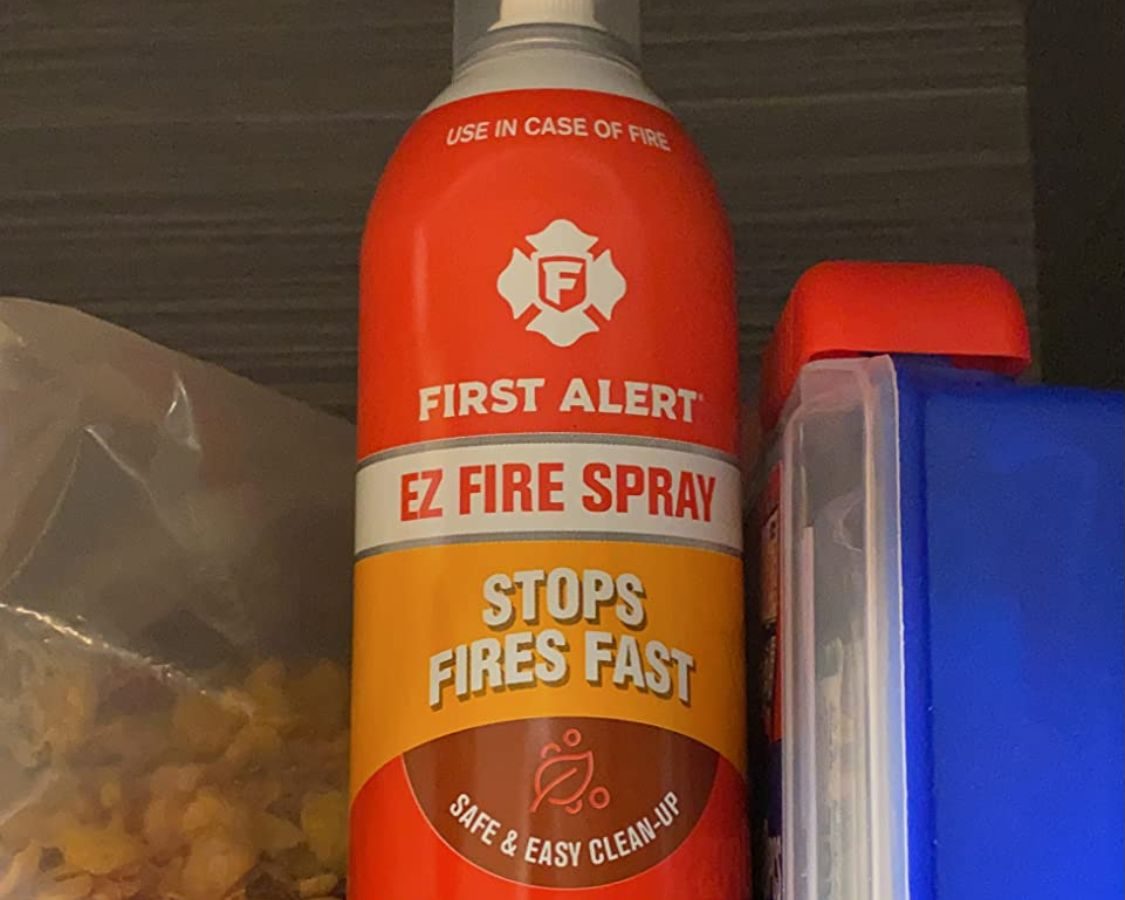 USE IN CASE OF FIRE
F
FIRST ALERT
EZ FIRE SPRAY
STOPS
FIRES FAST
SAFE & EASY CLEAN-UP